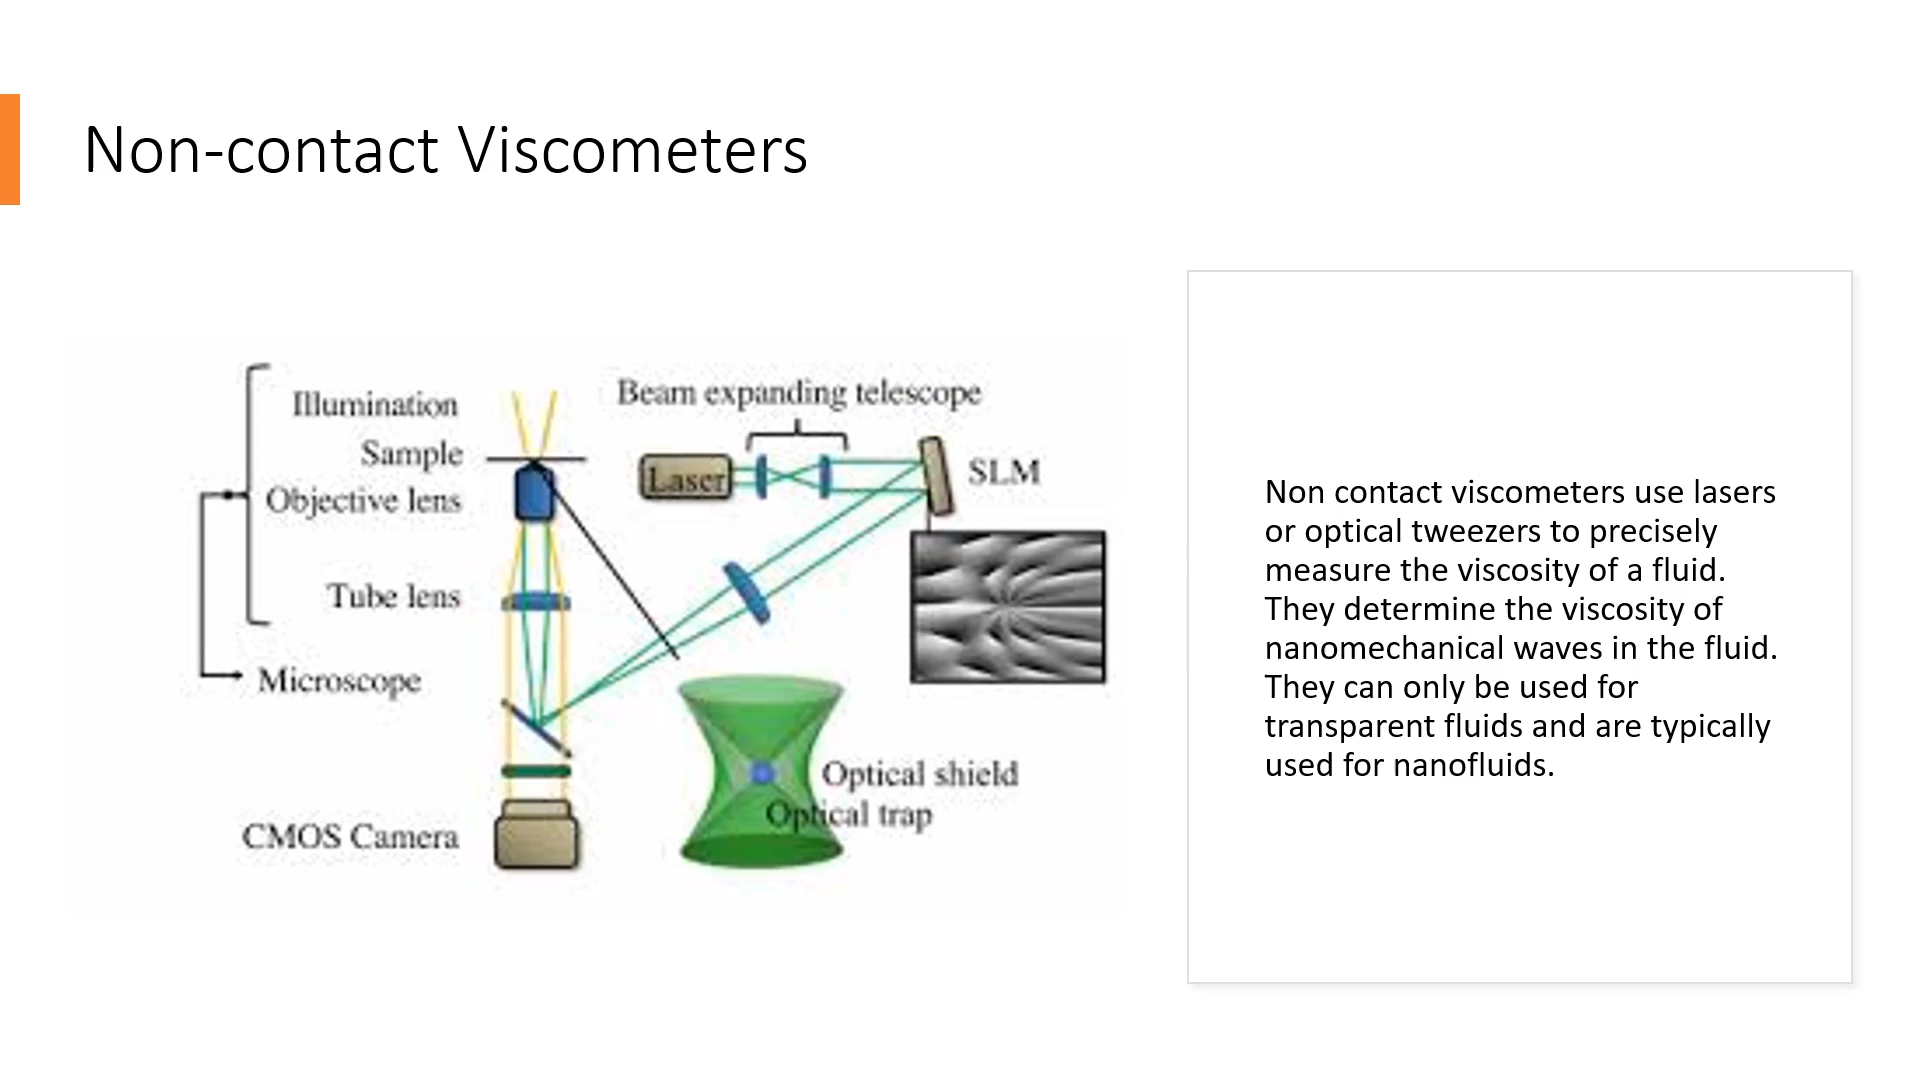 Non-contact Viscometers
Illumination
Sample
Objective lens
Tube lens
Microscope
CMOS Camera
Beam expanding telescope
Laser
SLM
Optical shield
Optical trap
Non contact viscometers use lasers
or optical tweezers to precisely
measure the viscosity of a fluid.
They determine the viscosity of
nanomechanical waves in the fluid.
They can only be used for
transparent fluids and are typically
used for nanofluids.